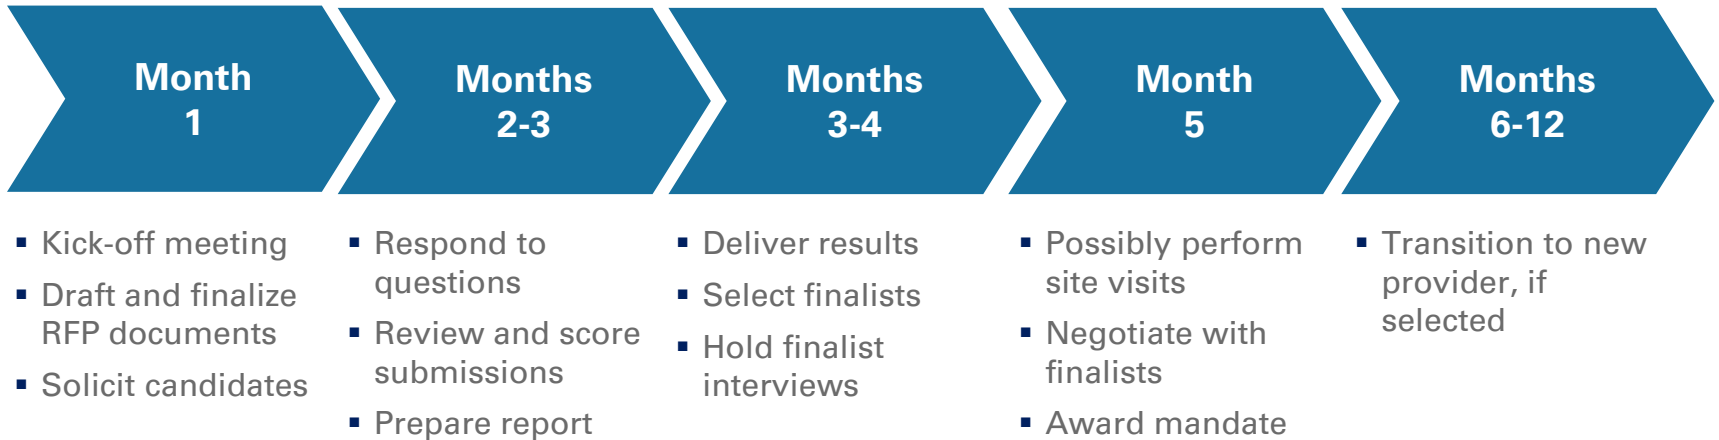 Month
1
Months
2-3
Months
3-4
Month
5
Months
6-12
▪ Kick-off meeting
▪ Draft and finalize
RFP documents
▪ Solicit candidates
▪ Respond to
questions
▪ Review and score
submissions
▪ Prepare report
▪ Deliver results
▪ Select finalists
▪ Hold finalist
interviews
▪ Possibly perform
site visits
▪ Negotiate with
finalists
▪ Award mandate
▪ Transition to new
provider, if
selected